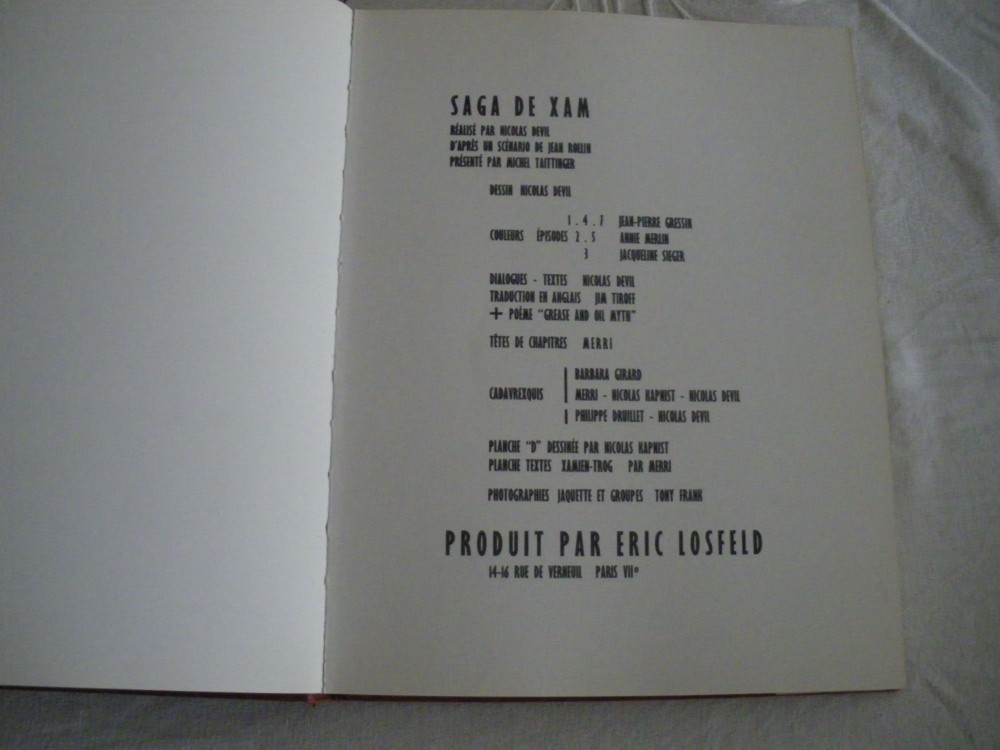 SAGA DE XAM
RÉALISÉ PAR NICOLAS DEVIL
D'APRÈS UN SCÉNARIO DE JEAN ROLLIN
PRÉSENTÉ PAR MICHEL TAITTINGER
DESSIN NICOLAS DEVIL
1 . 4 . 7 JEAN-PIERRE GRESSIN
COULEURS ÉPISODES 2 . 5 ANNIE MERLIN
3 JACQUELINE SIEGER
DIALOGUES - TEXTES NICOLAS DEVIL
TRADUCTION EN ANGLAIS JIM TIROFF
+ POÈME "GREASE AND OIL MYTH"
TÊTES DE CHAPITRES MERRI
BARBARA GIRARD
CADAVREXQUIS MERRI - NICOLAS KAPNIST - NICOLAS DEVIL
PHILIPPE DRUILLET - NICOLAS DEVIL
PLANCHE "D" DESSINÉE PAR NICOLAS KAPNIST
PLANCHE TEXTES XAMIEN-TROG PAR MERRI
PHOTOGRAPHIES JAQUETTE ET GROUPES TONY FRANK
PRODUIT PAR ERIC LOSFELD
14-16 RUE DE VERNEUIL PARIS VIIe